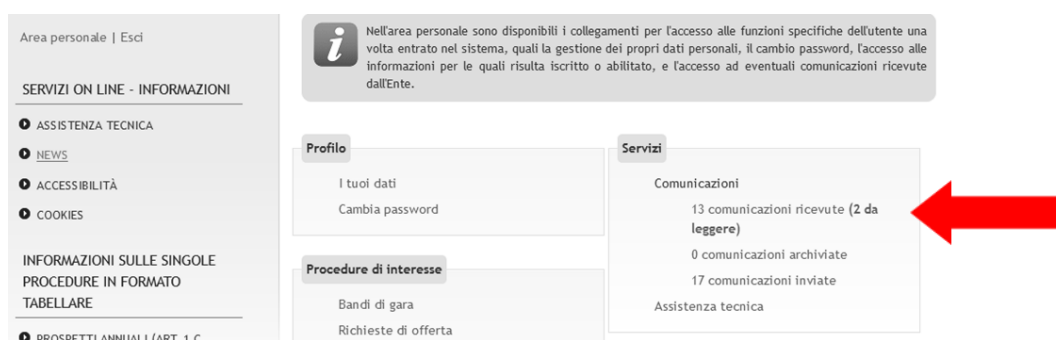 Area personale | Esci
SERVIZI ON LINE - INFORMAZIONI
ASSISTENZA TECNICA
NEWS
ACCESSIBILITÀ
COOKIES
INFORMAZIONI SULLE SINGOLE
PROCEDURE IN FORMATO
TABELLARE
PROSPETTI ANNUALI (ART. 1 C.
Nell'area personale sono disponibili i collegamenti per l'accesso alle funzioni specifiche dell'utente una
volta entrato nel sistema, quali la gestione dei propri dati personali, il cambio password, l'accesso alle
informazioni per le quali risulta iscritto o abilitato, e l'accesso ad eventuali comunicazioni ricevute
dall'Ente.
Profilo
I tuoi dati
Cambia password
Procedure di interesse
Bandi di gara
Richieste di offerta
Servizi
Comunicazioni
13 comunicazioni ricevute (2 da
leggere)
0 comunicazioni archiviate
17 comunicazioni inviate
Assistenza tecnica